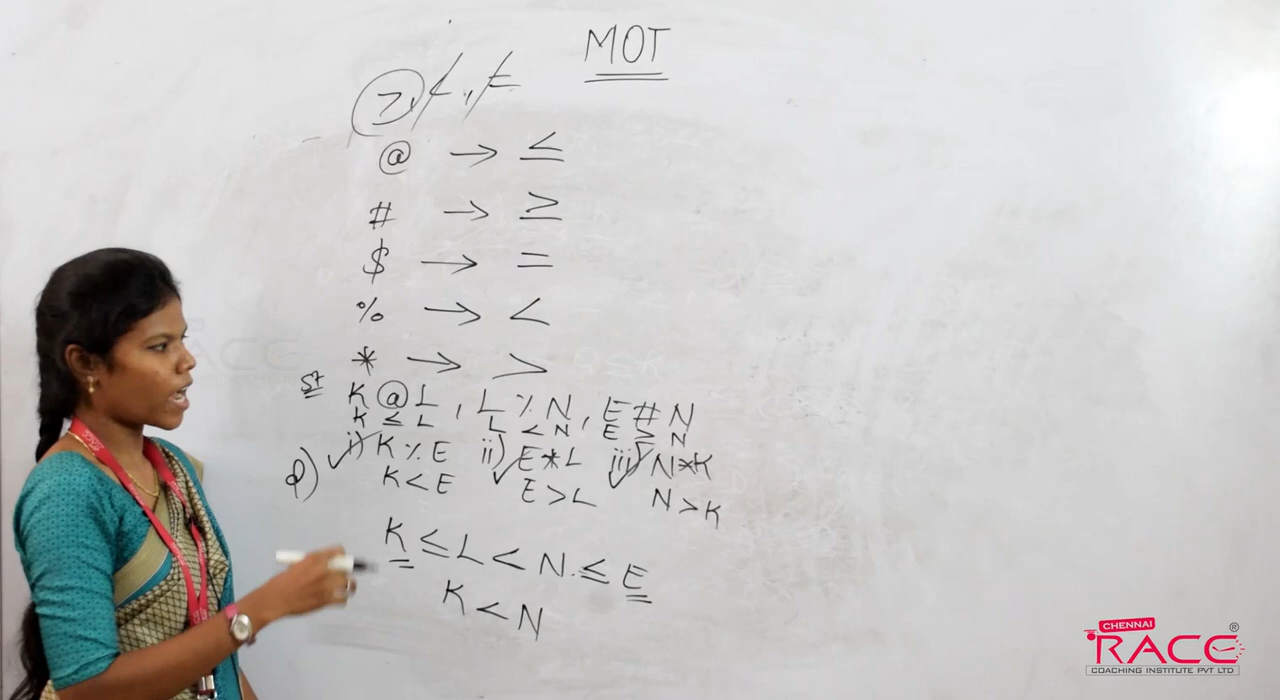 MOT
>, <, =
@ → ≤
# → ≥
$ → =
% → <
* → >
St K @ L, L % N, E # N
K ≤ L L < N E ≥ N
i) K % E ii) E * L iii) N * K
K < E E > L N > K
K ≤ L < N ≤ E
K < N
CHENNAI
RACE ®
COACHING INSTITUTE PVT LTD